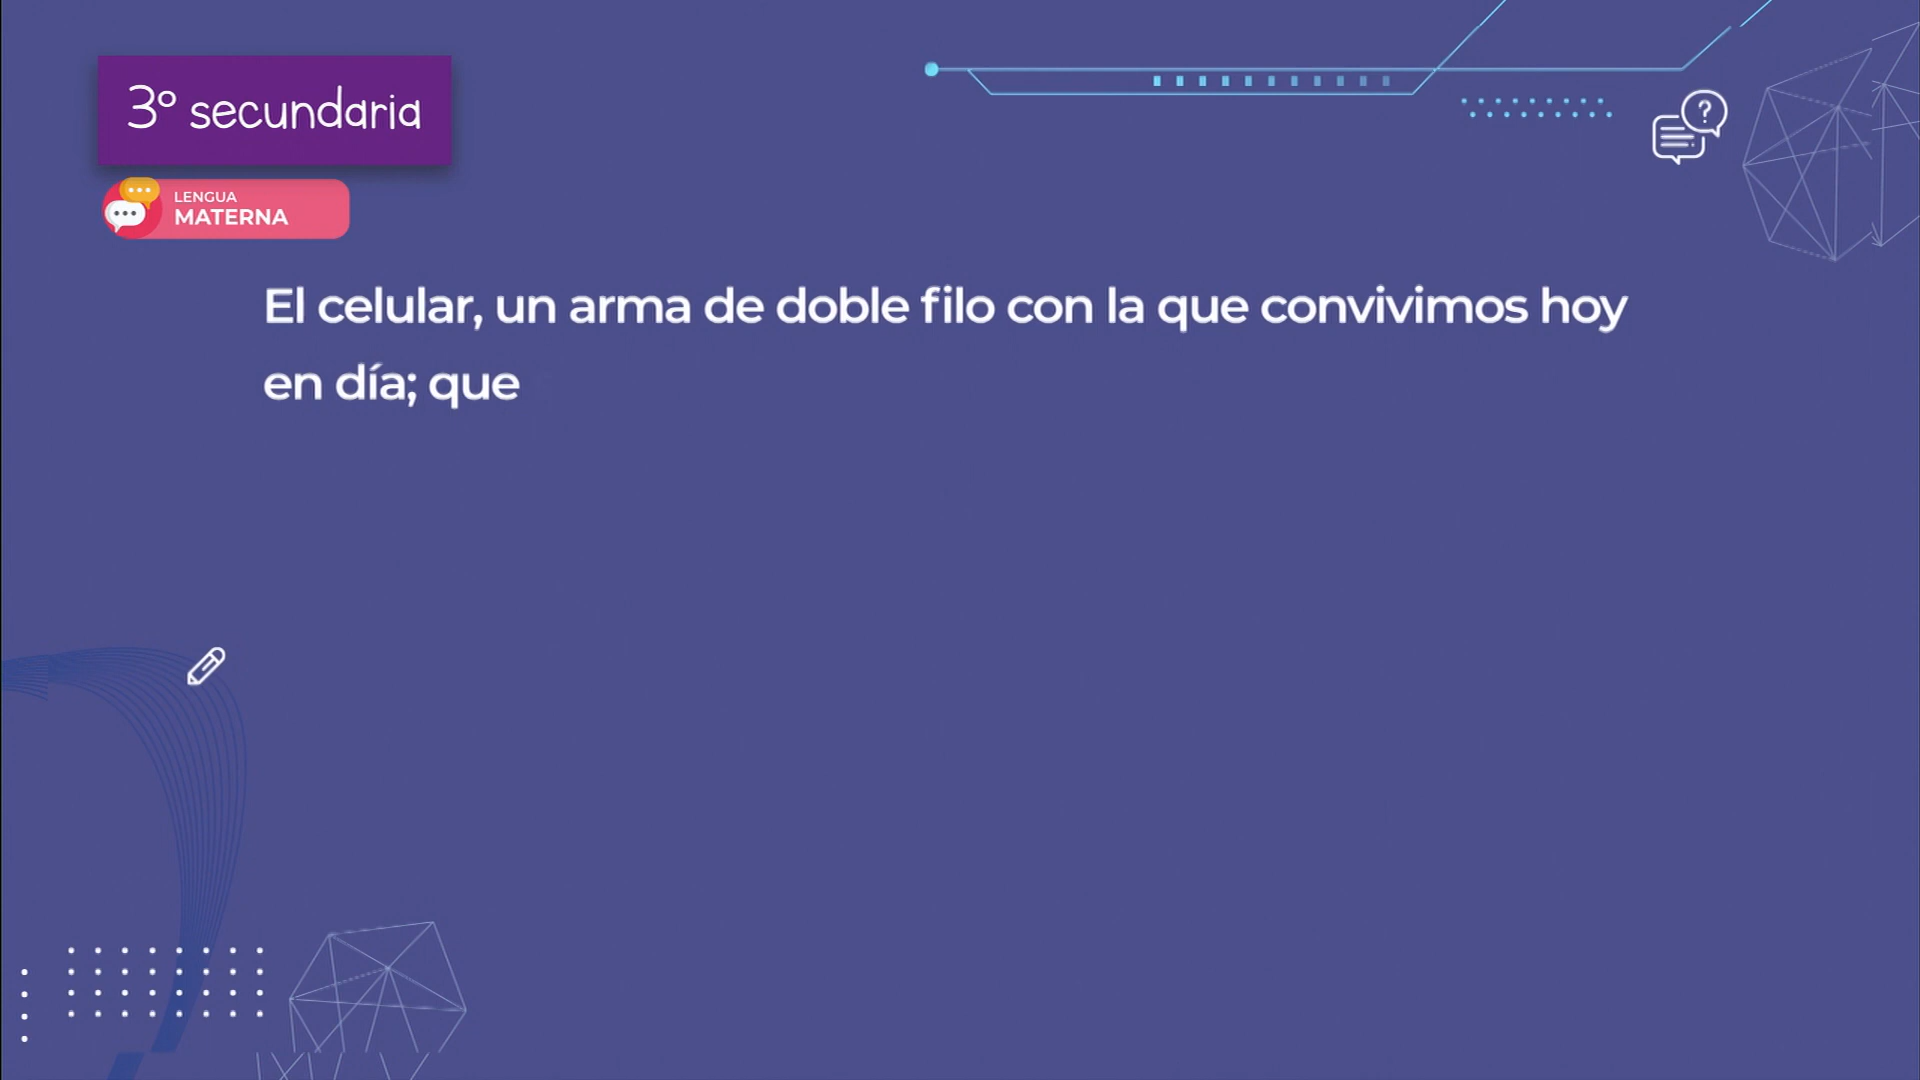 3° secundaria
LENGUA
MATERNA
El celular, un arma de doble filo con la que convivimos hoy
en día; que